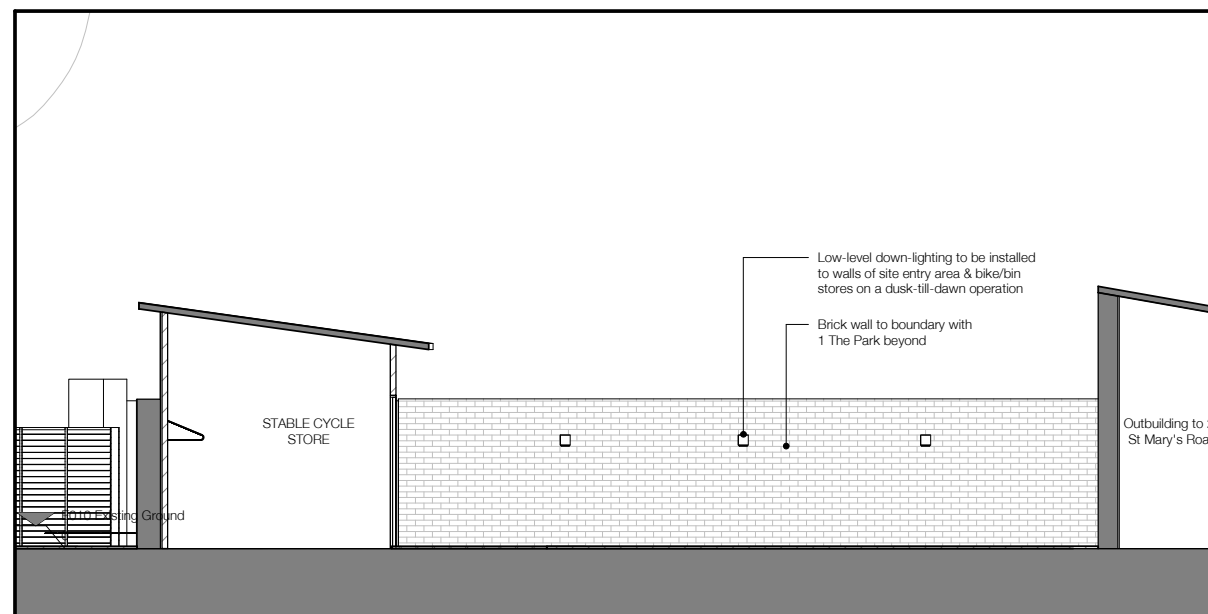 Low-level down-lighting to be installed
to walls of site entry area & bike/bin
stores on a dusk-till-dawn operation
Brick wall to boundary with
1 The Park beyond
STABLE CYCLE
STORE
Outbuilding to
St Mary's Roa
Existing Ground